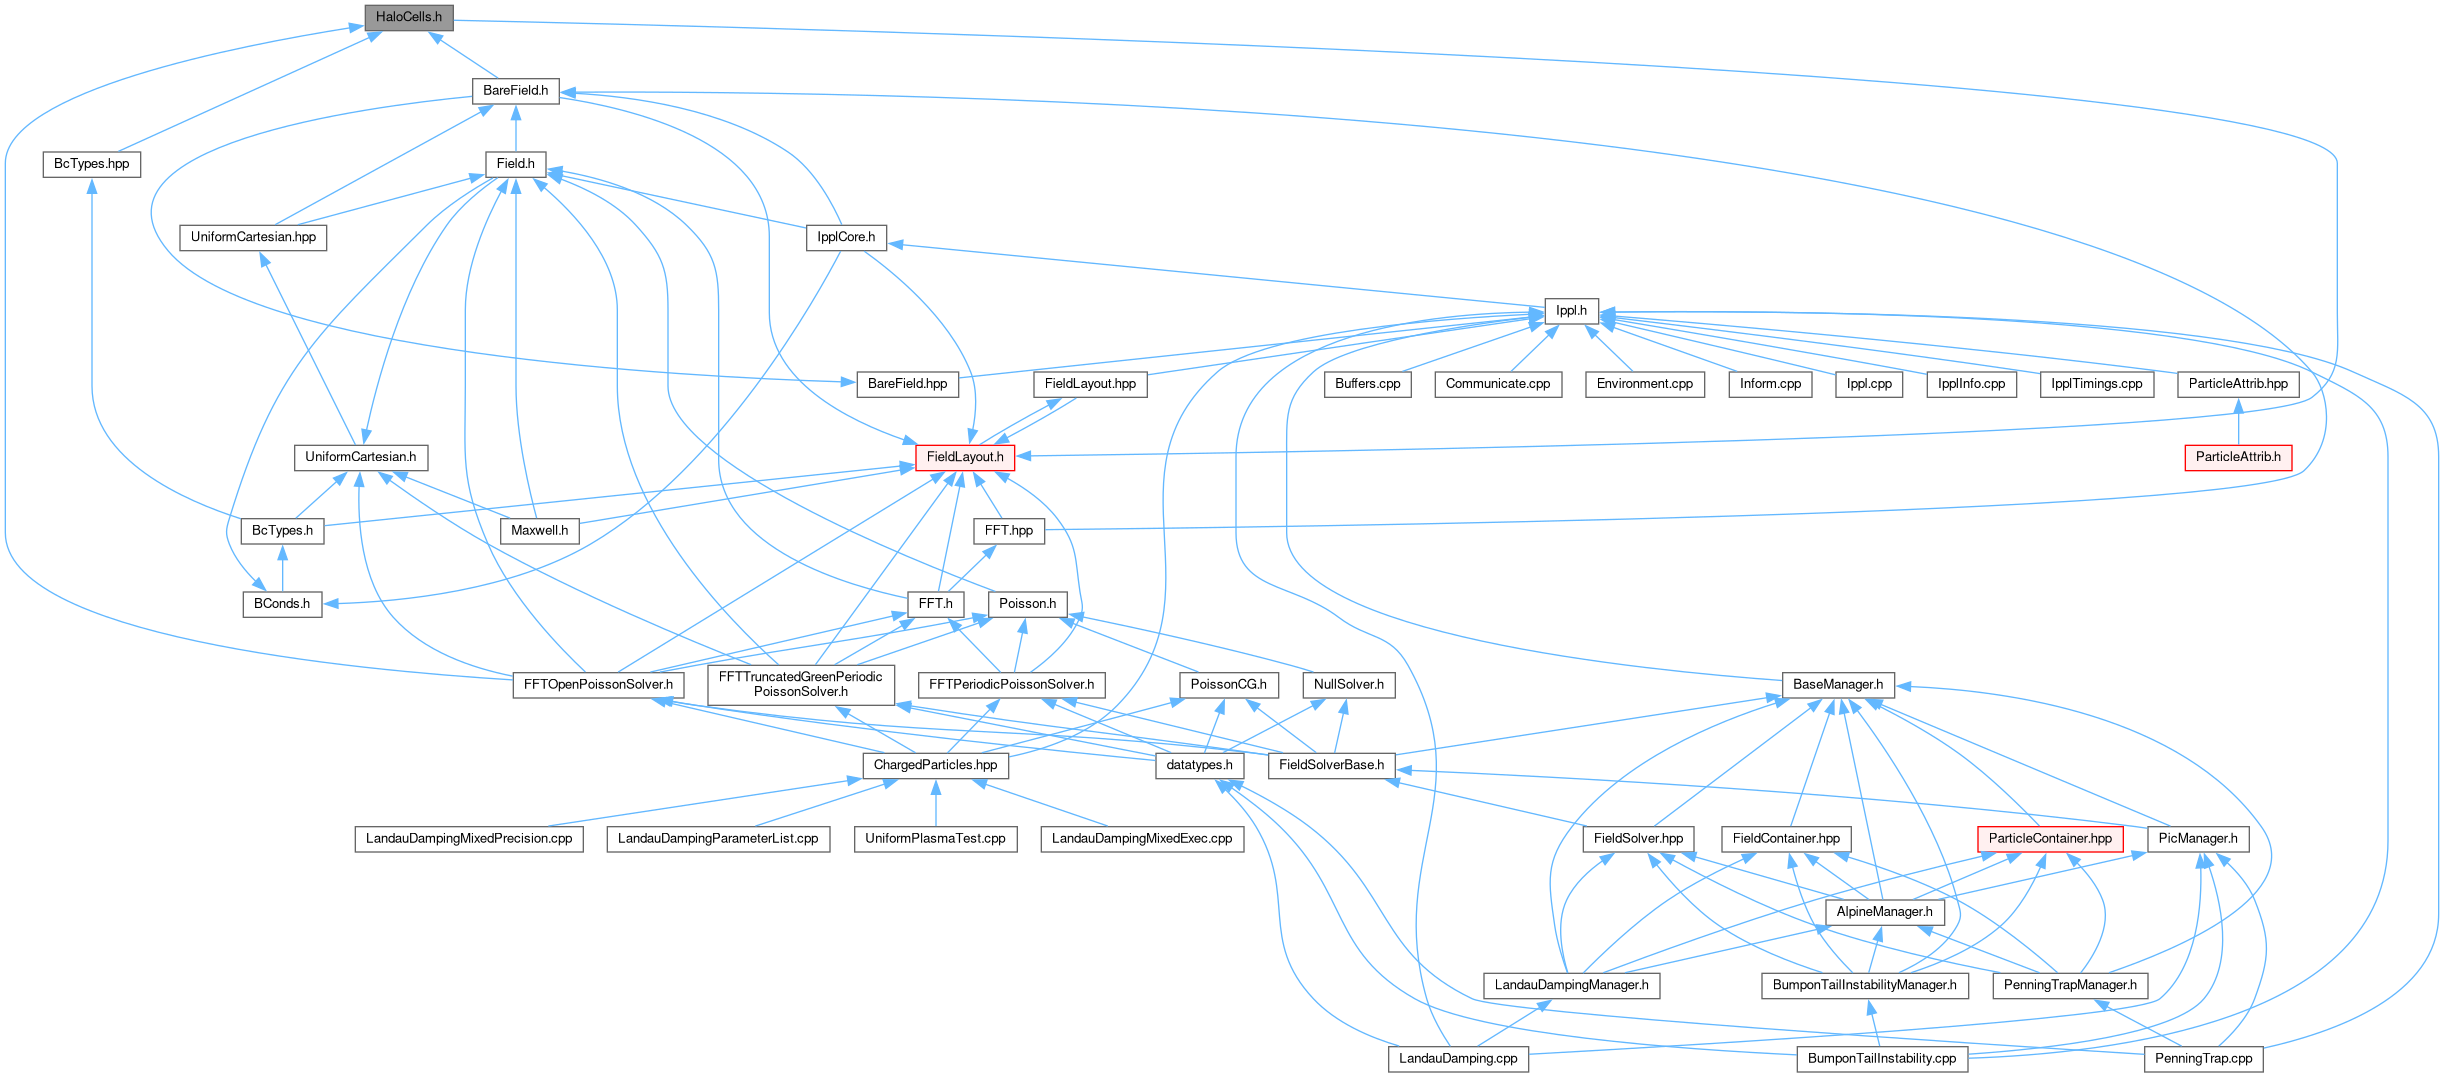 HaloCells.h
BareField.h
BcTypes.hpp
Field.h
UniformCartesian.hpp
IpplCore.h
Ippl.h
BareField.hpp
FieldLayout.hpp
Buffers.cpp
Communicate.cpp
Environment.cpp
Inform.cpp
Ippl.cpp
IpplInfo.cpp
IpplTimings.cpp
ParticleAttrib.hpp
UniformCartesian.h
FieldLayout.h
ParticleAttrib.h
BcTypes.h
Maxwell.h
FFT.hpp
BConds.h
FFT.h
Poisson.h
FFTOpenPoissonSolver.h
FFTTruncatedGreenPeriodic
PoissonSolver.h
FFTPeriodicPoissonSolver.h
PoissonCG.h
NullSolver.h
BaseManager.h
ChargedParticles.hpp
datatypes.h
FieldSolverBase.h
LandauDampingMixedPrecision.cpp
LandauDampingParameterList.cpp
UniformPlasmaTest.cpp
LandauDampingMixedExec.cpp
FieldSolver.hpp
FieldContainer.hpp
ParticleContainer.hpp
PicManager.h
AlpineManager.h
LandauDampingManager.h
BumponTailInstabilityManager.h
PenningTrapManager.h
LandauDamping.cpp
BumponTailInstability.cpp
PenningTrap.cpp